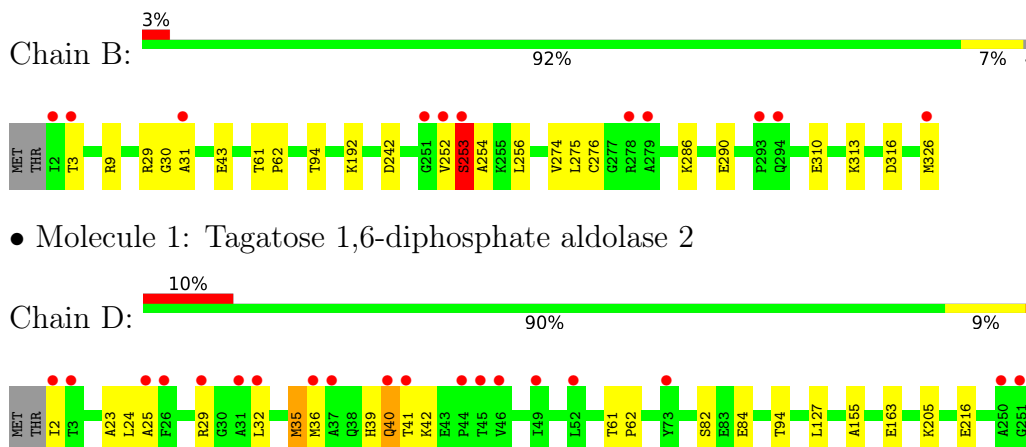 3%
Chain B:
92% 7%
MET THR I2 T3 R9 R29 G30 A31 E43 T61 P62 T94 K192 D242 G251 V252 S253 A254 K255 L256 V274 L275 C276 G277 R278 A279 K286 E290 P293 Q294 E310 K313 D316 M326
• Molecule 1: Tagatose 1,6-diphosphate aldolase 2
10%
Chain D:
90% 9%
MET THR I2 T3 A23 L24 A25 F26 R29 G30 A31 L32 M35 M36 A37 Q38 H39 Q40 T41 K42 E43 P44 T45 V46 I49 L52 T61 P62 Y73 S82 E83 E84 T94 L127 A155 E163 K205 E216 A250 G251